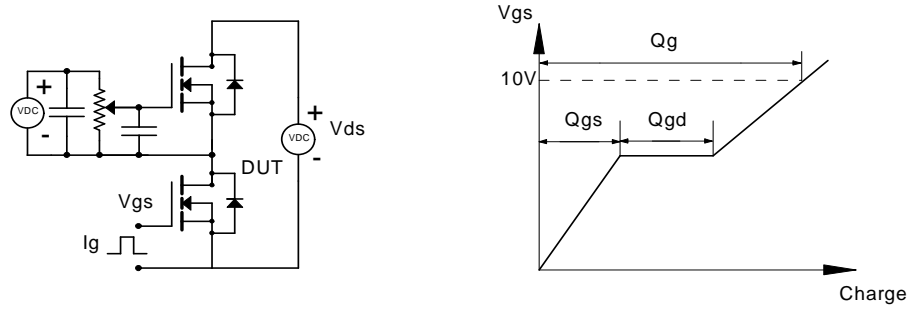 +
VDC
-
+
VDC
-
Vds
DUT
Vgs
Ig
Vgs
Qg
10V
Qgs
Qgd
Charge